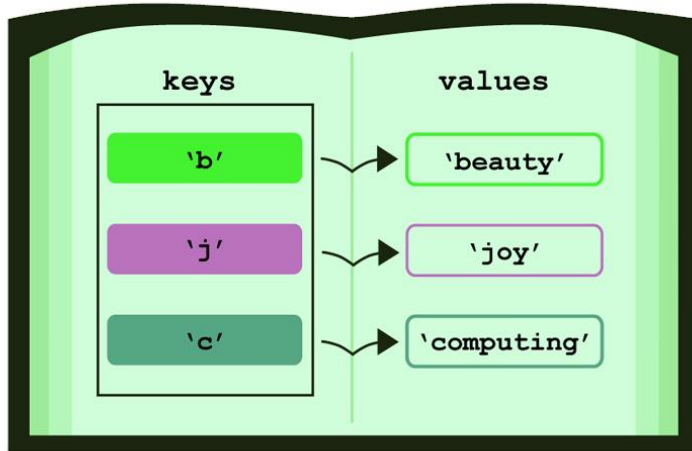 keys values
‘b’ ‘beauty’
‘j’ ‘joy’
‘c’ ‘computing’